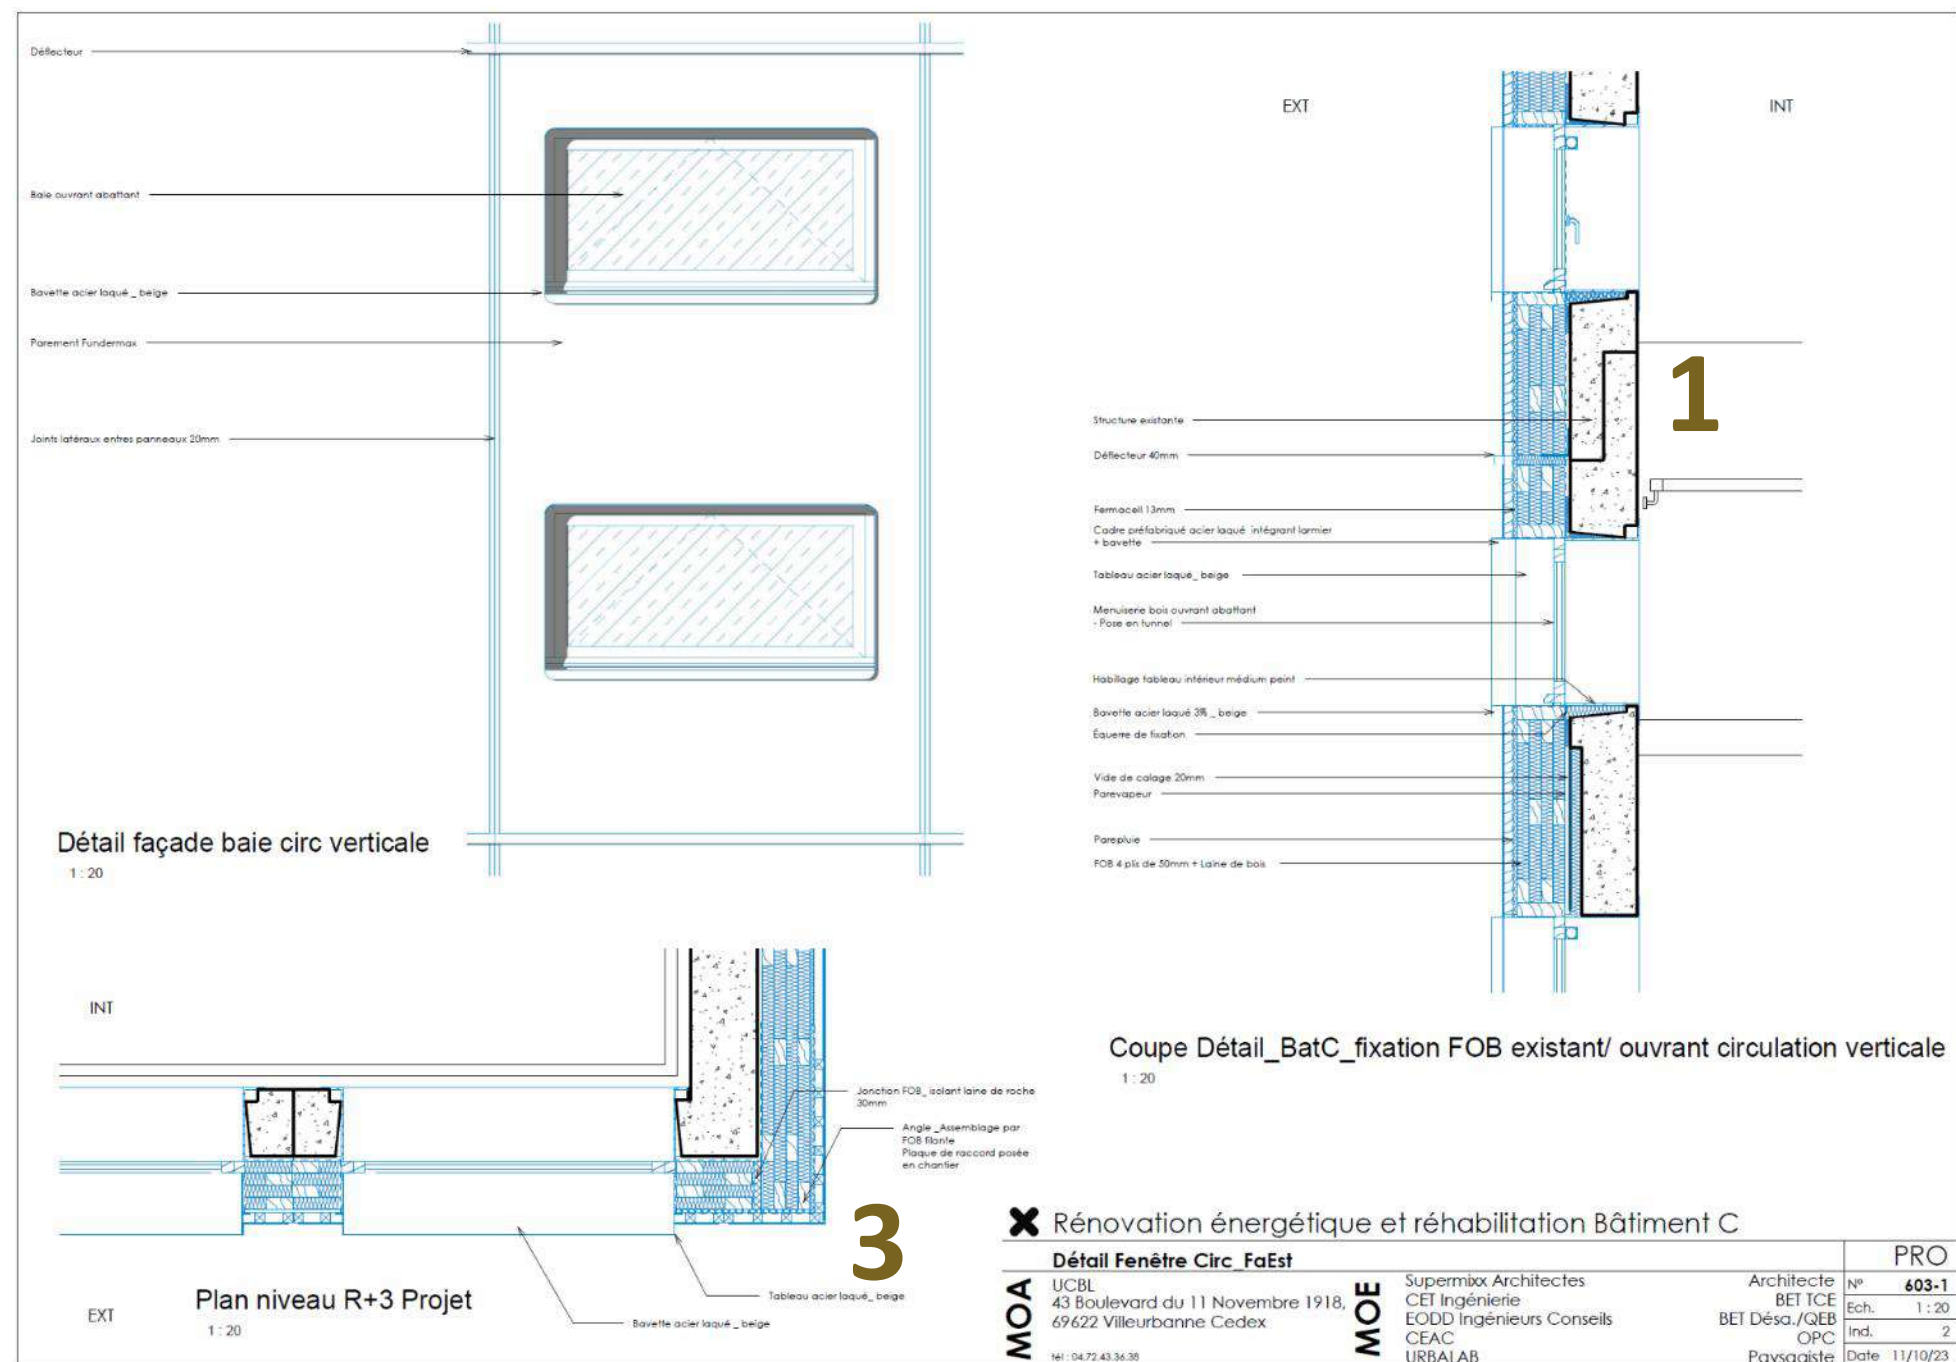 Déflecteur
Baie ouvrant abattant
Bavette acier laqué _ beige
Parement Fundermax
Joints latéraux entres panneaux 20mm
Détail façade baie circ verticale
1 : 20
EXT
INT
1
Structure existante
Déflecteur 40mm
Fermacell 13mm
Cadre préfabriqué acier laqué intégrant larmier
+ bavette
Tableau acier laqué_ beige
Menuiserie bois ouvrant abattant
- Pose en tunnel
Habillage tableau intérieur médium peint
Bavette acier laqué 3% _ beige
Équerre de fixation
Vide de calage 20mm
Parevapeur
Parepluie
FOB 4 plis de 50mm + Laine de bois
Coupe Détail_BatC_fixation FOB existant/ ouvrant circulation verticale
1 : 20
INT
Jonction FOB_ isolant laine de roche
30mm
Angle _Assemblage par
FOB filante
Plaque de raccord posée
en chantier
3
Tableau acier laqué_ beige
Bavette acier laqué _ beige
EXT
Plan niveau R+3 Projet
1 : 20
Rénovation énergétique et réhabilitation Bâtiment C
Détail Fenêtre Circ_FaEst
PRO
MOA
UCBL
43 Boulevard du 11 Novembre 1918,
69622 Villeurbanne Cedex
tél : 04.72.43.36.38
MOE
Supermixx Architectes Architecte
CET Ingénierie BET TCE
EODD Ingénieurs Conseils BET Désa./QEB
CEAC OPC
URBALAB Paysagiste
N° 603-1
Ech. 1 : 20
Ind. 2
Date 11/10/23